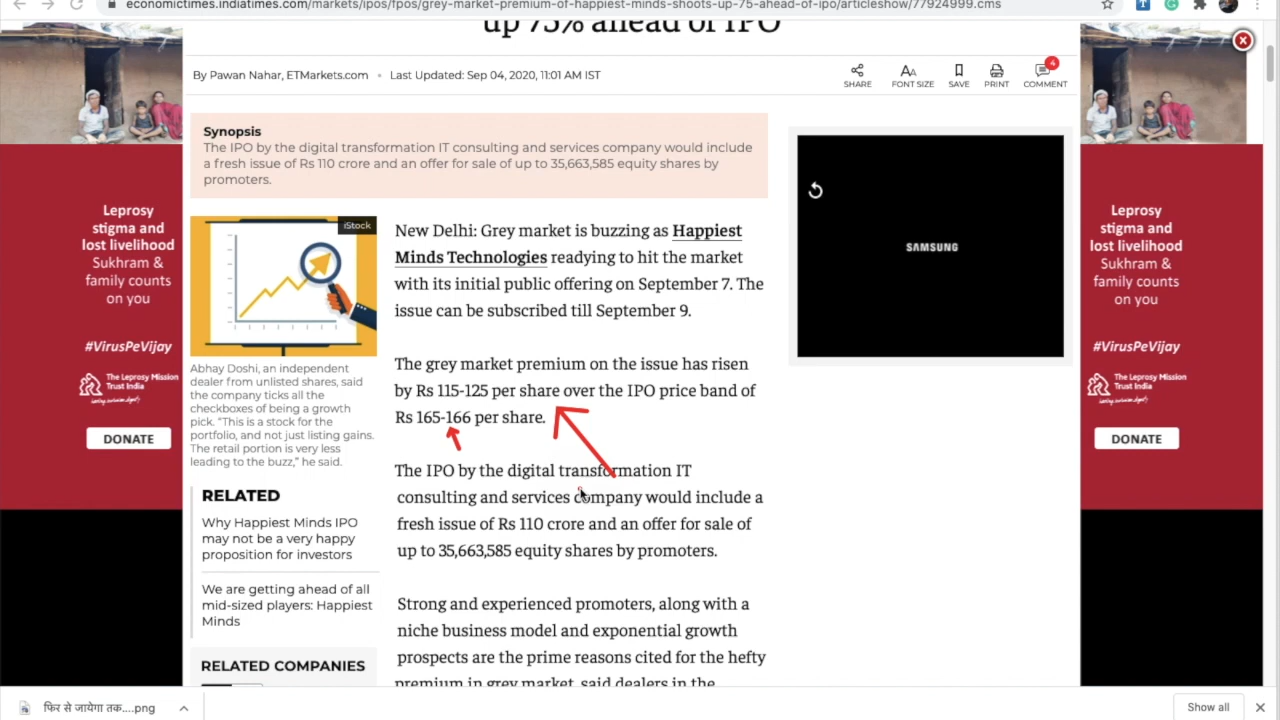 economictimes.indiatimes.com/markets/ipos/fpos/grey-market-premium-of-happiest-minds-shoots-up-75-ahead-of-ipo/articleshow/77924999.cms
up 75% ahead of IPO
By Pawan Nahar, ETMarkets.com • Last Updated: Sep 04, 2020, 11:01 AM IST
SHARE
FONT SIZE
SAVE
PRINT
4
COMMENT
Synopsis
The IPO by the digital transformation IT consulting and services company would include
a fresh issue of Rs 110 crore and an offer for sale of up to 35,663,585 equity shares by
promoters.
iStock
Abhay Doshi, an independent
dealer from unlisted shares, said
the company ticks all the
checkboxes of being a growth
pick. “This is a stock for the
portfolio, and not just listing gains.
The retail portion is very less
leading to the buzz,” he said.
RELATED
Why Happiest Minds IPO
may not be a very happy
proposition for investors
We are getting ahead of all
mid-sized players: Happiest
Minds
RELATED COMPANIES
New Delhi: Grey market is buzzing as Happiest
Minds Technologies readying to hit the market
with its initial public offering on September 7. The
issue can be subscribed till September 9.
The grey market premium on the issue has risen
by Rs 115-125 per share over the IPO price band of
Rs 165-166 per share.
The IPO by the digital transformation IT
consulting and services company would include a
fresh issue of Rs 110 crore and an offer for sale of
up to 35,663,585 equity shares by promoters.
Strong and experienced promoters, along with a
niche business model and exponential growth
prospects are the prime reasons cited for the hefty
premium in grey market, said dealers in the
SAMSUNG
Leprosy
stigma and
lost livelihood
Sukhram &
family counts
on you
#VirusPeVijay
The Leprosy Mission
Trust India
DONATE
Leprosy
stigma and
lost livelihood
Sukhram &
family counts
on you
#VirusPeVijay
The Leprosy Mission
Trust India
DONATE
फिर से जायेगा तक....png
Show all